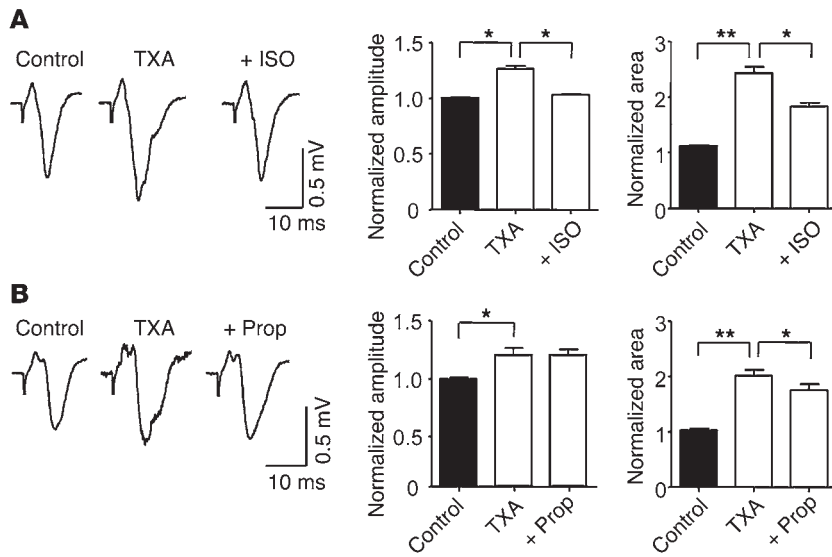 A
Control TXA + ISO
0.5 mV
10 ms
Normalized amplitude
1.5
1.0
0.5
0
* *
Control TXA + ISO
Normalized area
3
2
1
0
** *
Control TXA + ISO
B
Control TXA + Prop
0.5 mV
10 ms
Normalized amplitude
1.5
1.0
0.5
0
*
Control TXA + Prop
Normalized area
3
2
1
0
** *
Control TXA + Prop